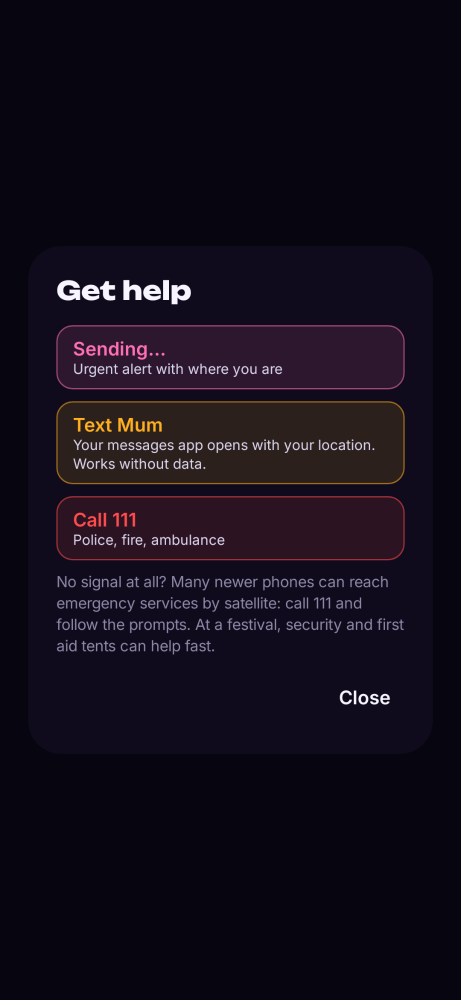 Get help
Sending...
Urgent alert with where you are
Text Mum
Your messages app opens with your location.
Works without data.
Call 111
Police, fire, ambulance
No signal at all? Many newer phones can reach
emergency services by satellite: call 111 and
follow the prompts. At a festival, security and first
aid tents can help fast.
Close